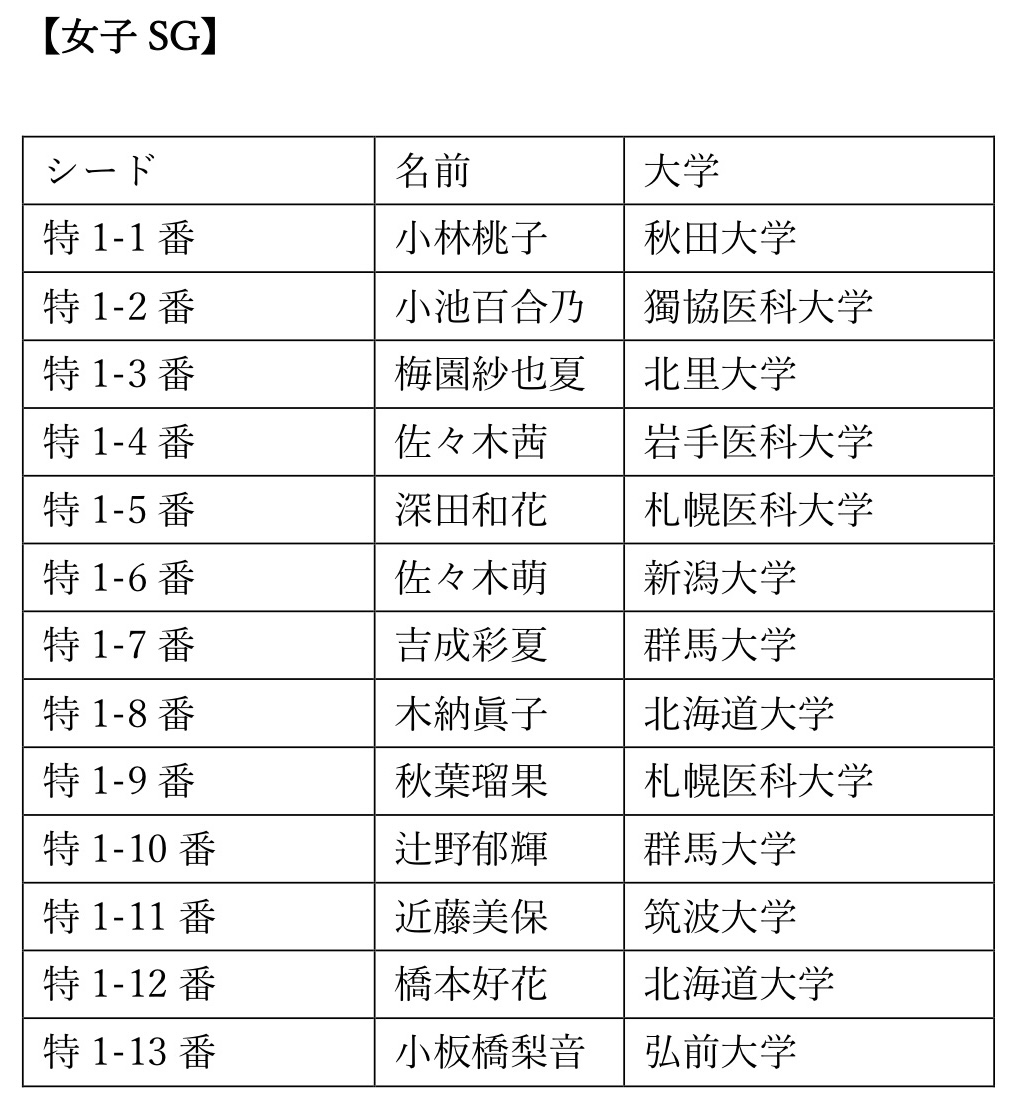 【女子 SG】
シード 名前 大学
特 1-1 番 小林桃子 秋田大学
特 1-2 番 小池百合乃 獨協医科大学
特 1-3 番 梅園紗也夏 北里大学
特 1-4 番 佐々木茜 岩手医科大学
特 1-5 番 深田和花 札幌医科大学
特 1-6 番 佐々木萌 新潟大学
特 1-7 番 吉成彩夏 群馬大学
特 1-8 番 木納眞子 北海道大学
特 1-9 番 秋葉瑠果 札幌医科大学
特 1-10 番 辻野郁輝 群馬大学
特 1-11 番 近藤美保 筑波大学
特 1-12 番 橋本好花 北海道大学
特 1-13 番 小板橋梨音 弘前大学